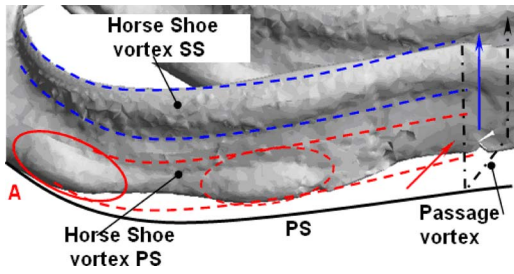 Horse Shoe
vortex SS
A
Horse Shoe
vortex PS
PS
Passage
vortex